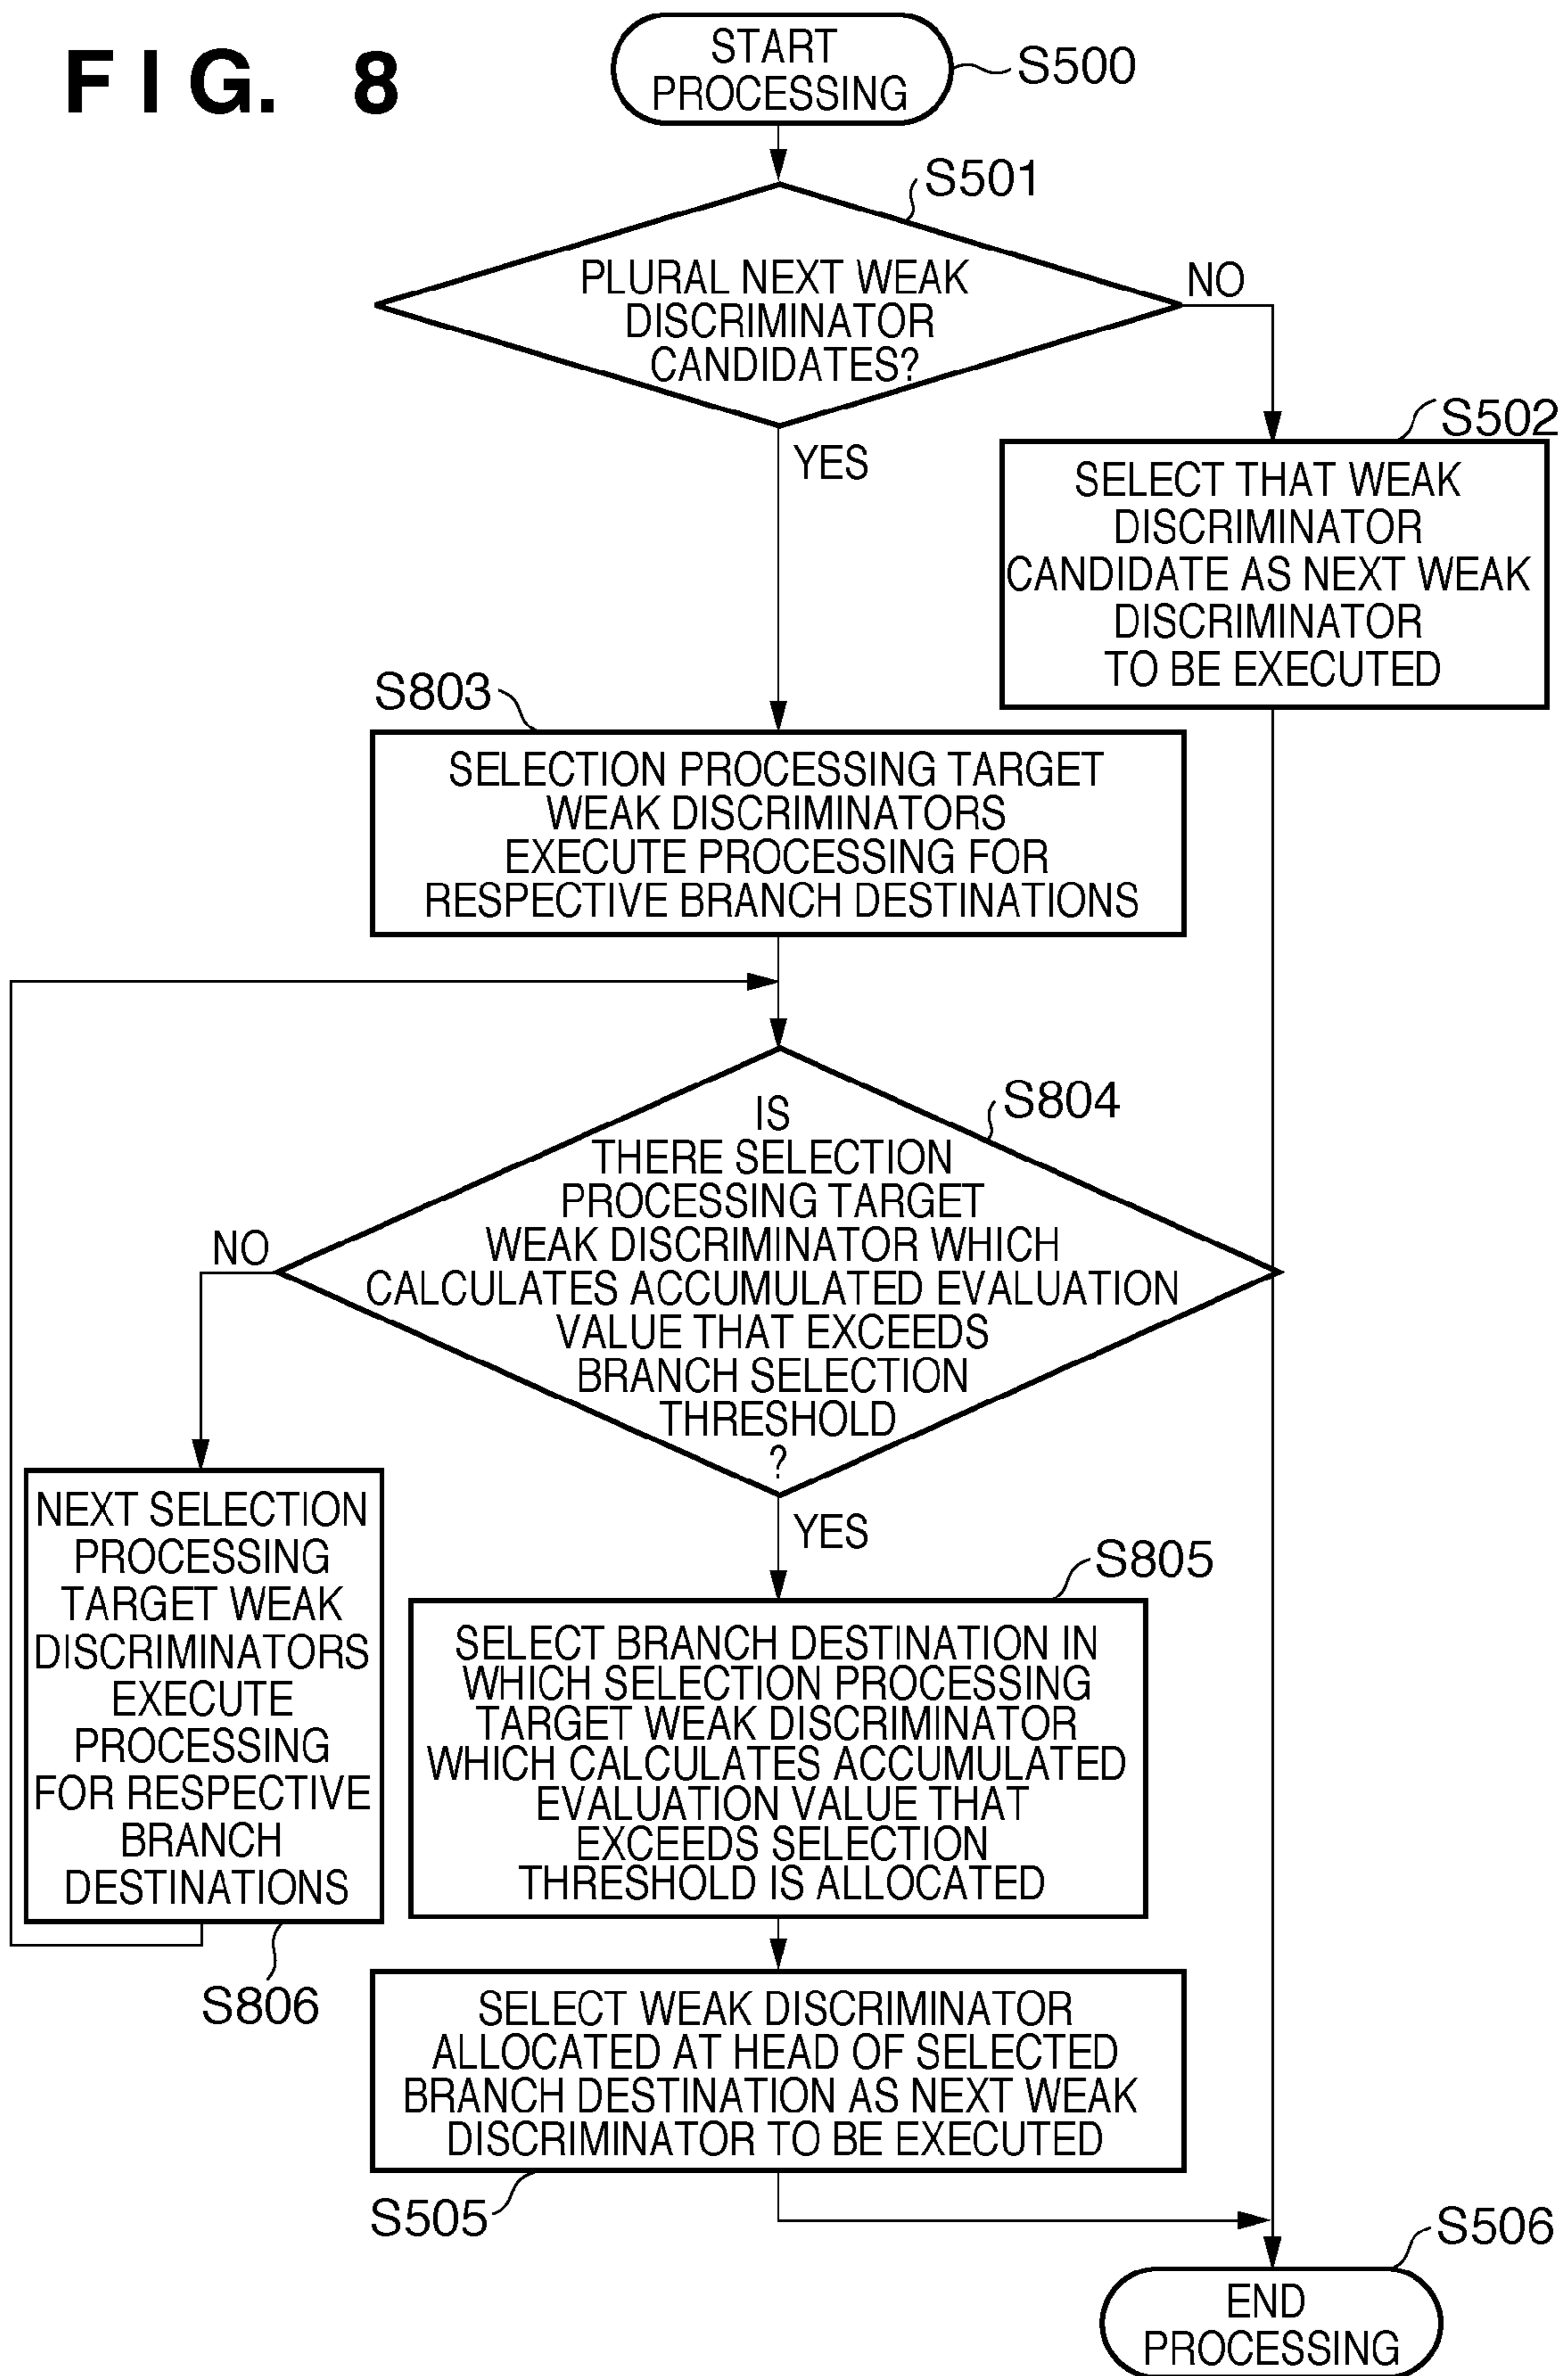 FIG. 8
START
PROCESSING
S500
S501
PLURAL NEXT WEAK
DISCRIMINATOR
CANDIDATES?
NO
YES
S502
SELECT THAT WEAK
DISCRIMINATOR
CANDIDATE AS NEXT WEAK
DISCRIMINATOR
TO BE EXECUTED
S803
SELECTION PROCESSING TARGET
WEAK DISCRIMINATORS
EXECUTE PROCESSING FOR
RESPECTIVE BRANCH DESTINATIONS
S804
IS
THERE SELECTION
PROCESSING TARGET
WEAK DISCRIMINATOR WHICH
CALCULATES ACCUMULATED EVALUATION
VALUE THAT EXCEEDS
BRANCH SELECTION
THRESHOLD
?
NO
YES
NEXT SELECTION
PROCESSING
TARGET WEAK
DISCRIMINATORS
EXECUTE
PROCESSING
FOR RESPECTIVE
BRANCH
DESTINATIONS
S806
S805
SELECT BRANCH DESTINATION IN
WHICH SELECTION PROCESSING
TARGET WEAK DISCRIMINATOR
WHICH CALCULATES ACCUMULATED
EVALUATION VALUE THAT
EXCEEDS SELECTION
THRESHOLD IS ALLOCATED
SELECT WEAK DISCRIMINATOR
ALLOCATED AT HEAD OF SELECTED
BRANCH DESTINATION AS NEXT WEAK
DISCRIMINATOR TO BE EXECUTED
S505
S506
END
PROCESSING